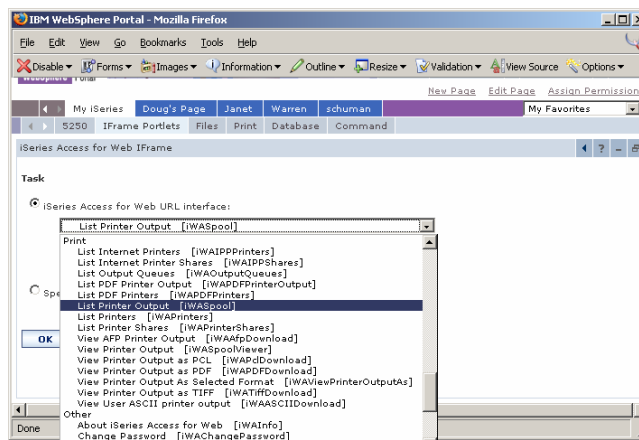 IBM WebSphere Portal - Mozilla Firefox
File Edit View Go Bookmarks Tools Help
Disable Forms Images Information Outline Resize Validation View Source Options
New Page Edit Page Assign Permission
My iSeries Doug's Page Janet Warren schuman My Favorites
5250 IFrame Portlets Files Print Database Command
iSeries Access for Web IFrame
Task
iSeries Access for Web URL interface:
List Printer Output [iWASpool]
Print
List Internet Printers [iWAIPPPrinters]
List Internet Printer Shares [iWAIPPShares]
List Output Queues [iWAOutputQueues]
List PDF Printer Output [iWAPDFPrinterOutput]
List PDF Printers [iWAPDFPrinters]
List Printer Output [iWASpool]
List Printers [iWAPrinters]
List Printer Shares [iWAPrinterShares]
View AFP Printer Output [iWAAfpDownload]
View Printer Output [iWASpoolViewer]
View Printer Output as PCL [iWAPclDownload]
View Printer Output as PDF [iWAPDFDownload]
View Printer Output As Selected Format [iWAViewPrinterOutputAs]
View Printer Output as TIFF [iWATiffDownload]
View User ASCII printer output [iWAASCIIDownload]
Other
About iSeries Access for Web [iWAInfo]
Change Password [iWAChangePassword]
Spe
OK
Done